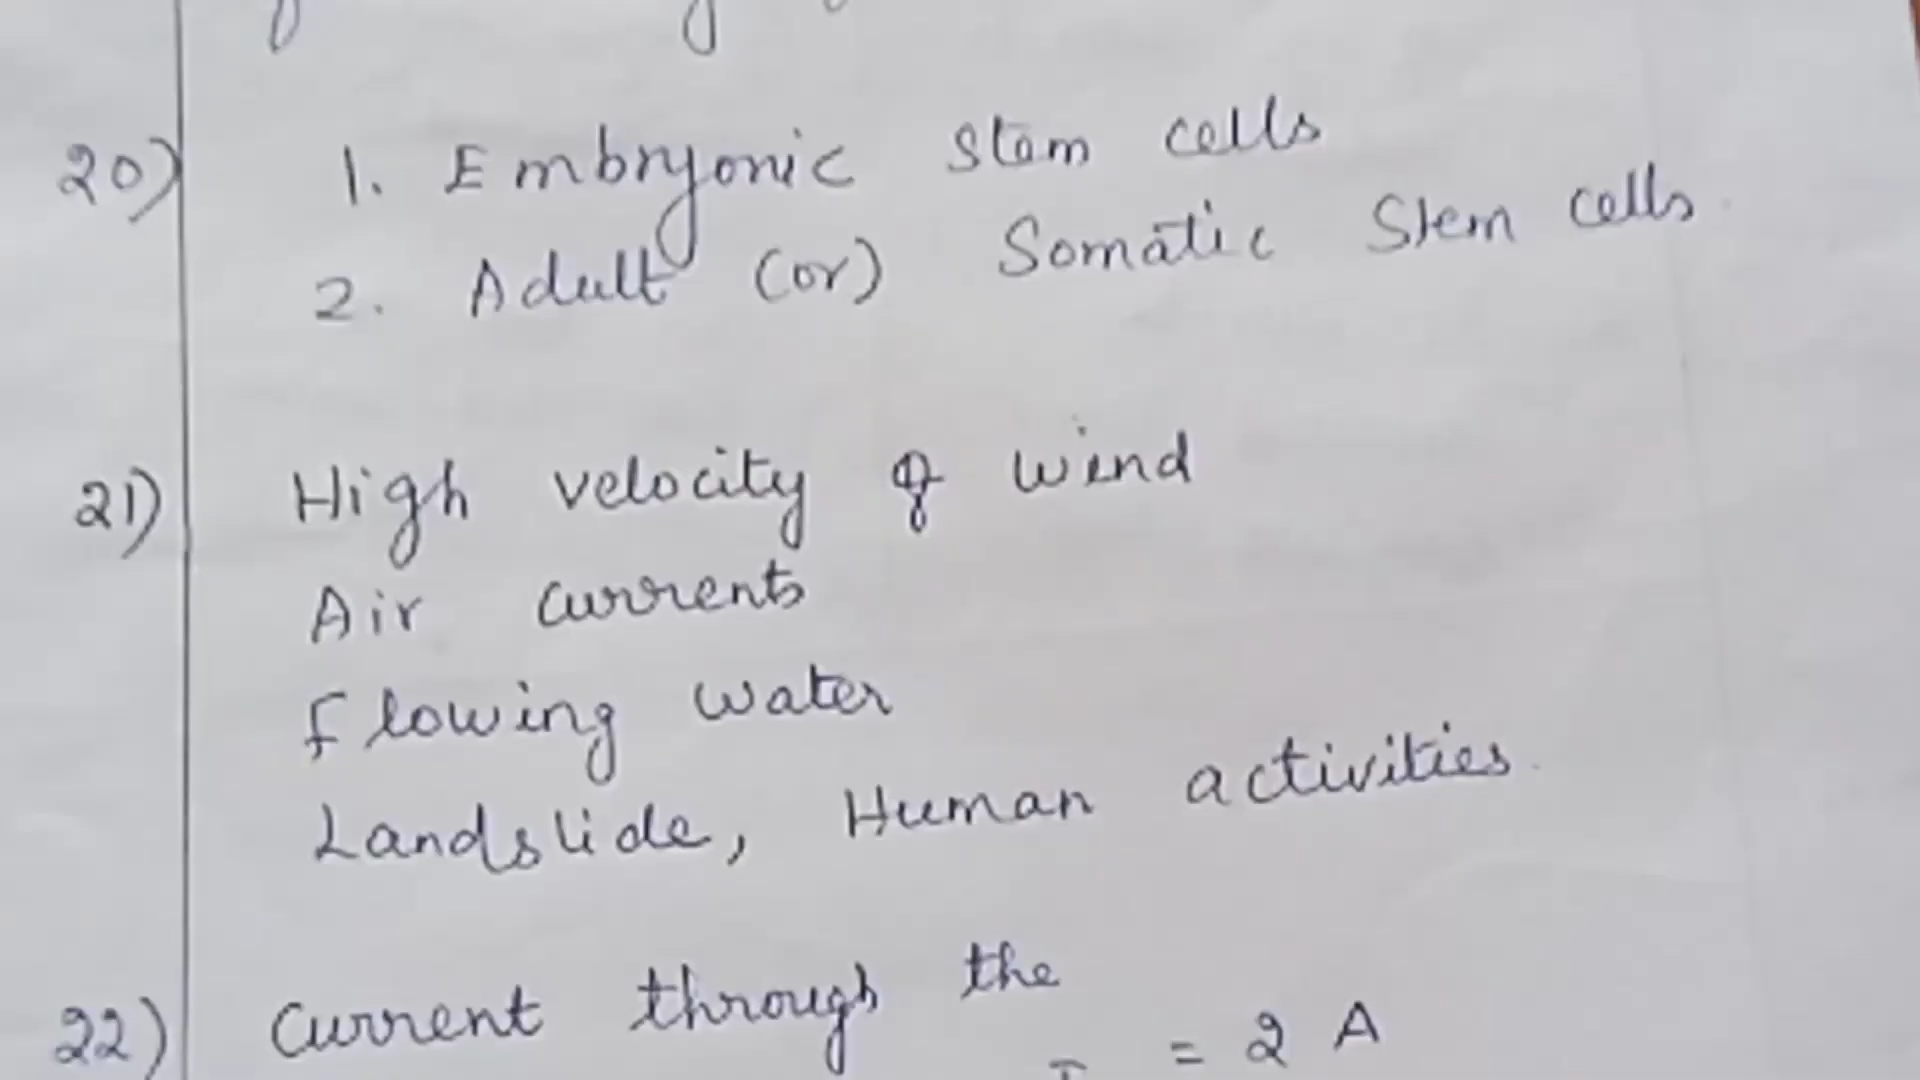 20) 1. Embryonic stem cells
2. Adult (or) Somatic Stem cells
21) High velocity of wind
Air currents
Flowing water
Landslide, Human activities.
22) Current through the
= 2 A